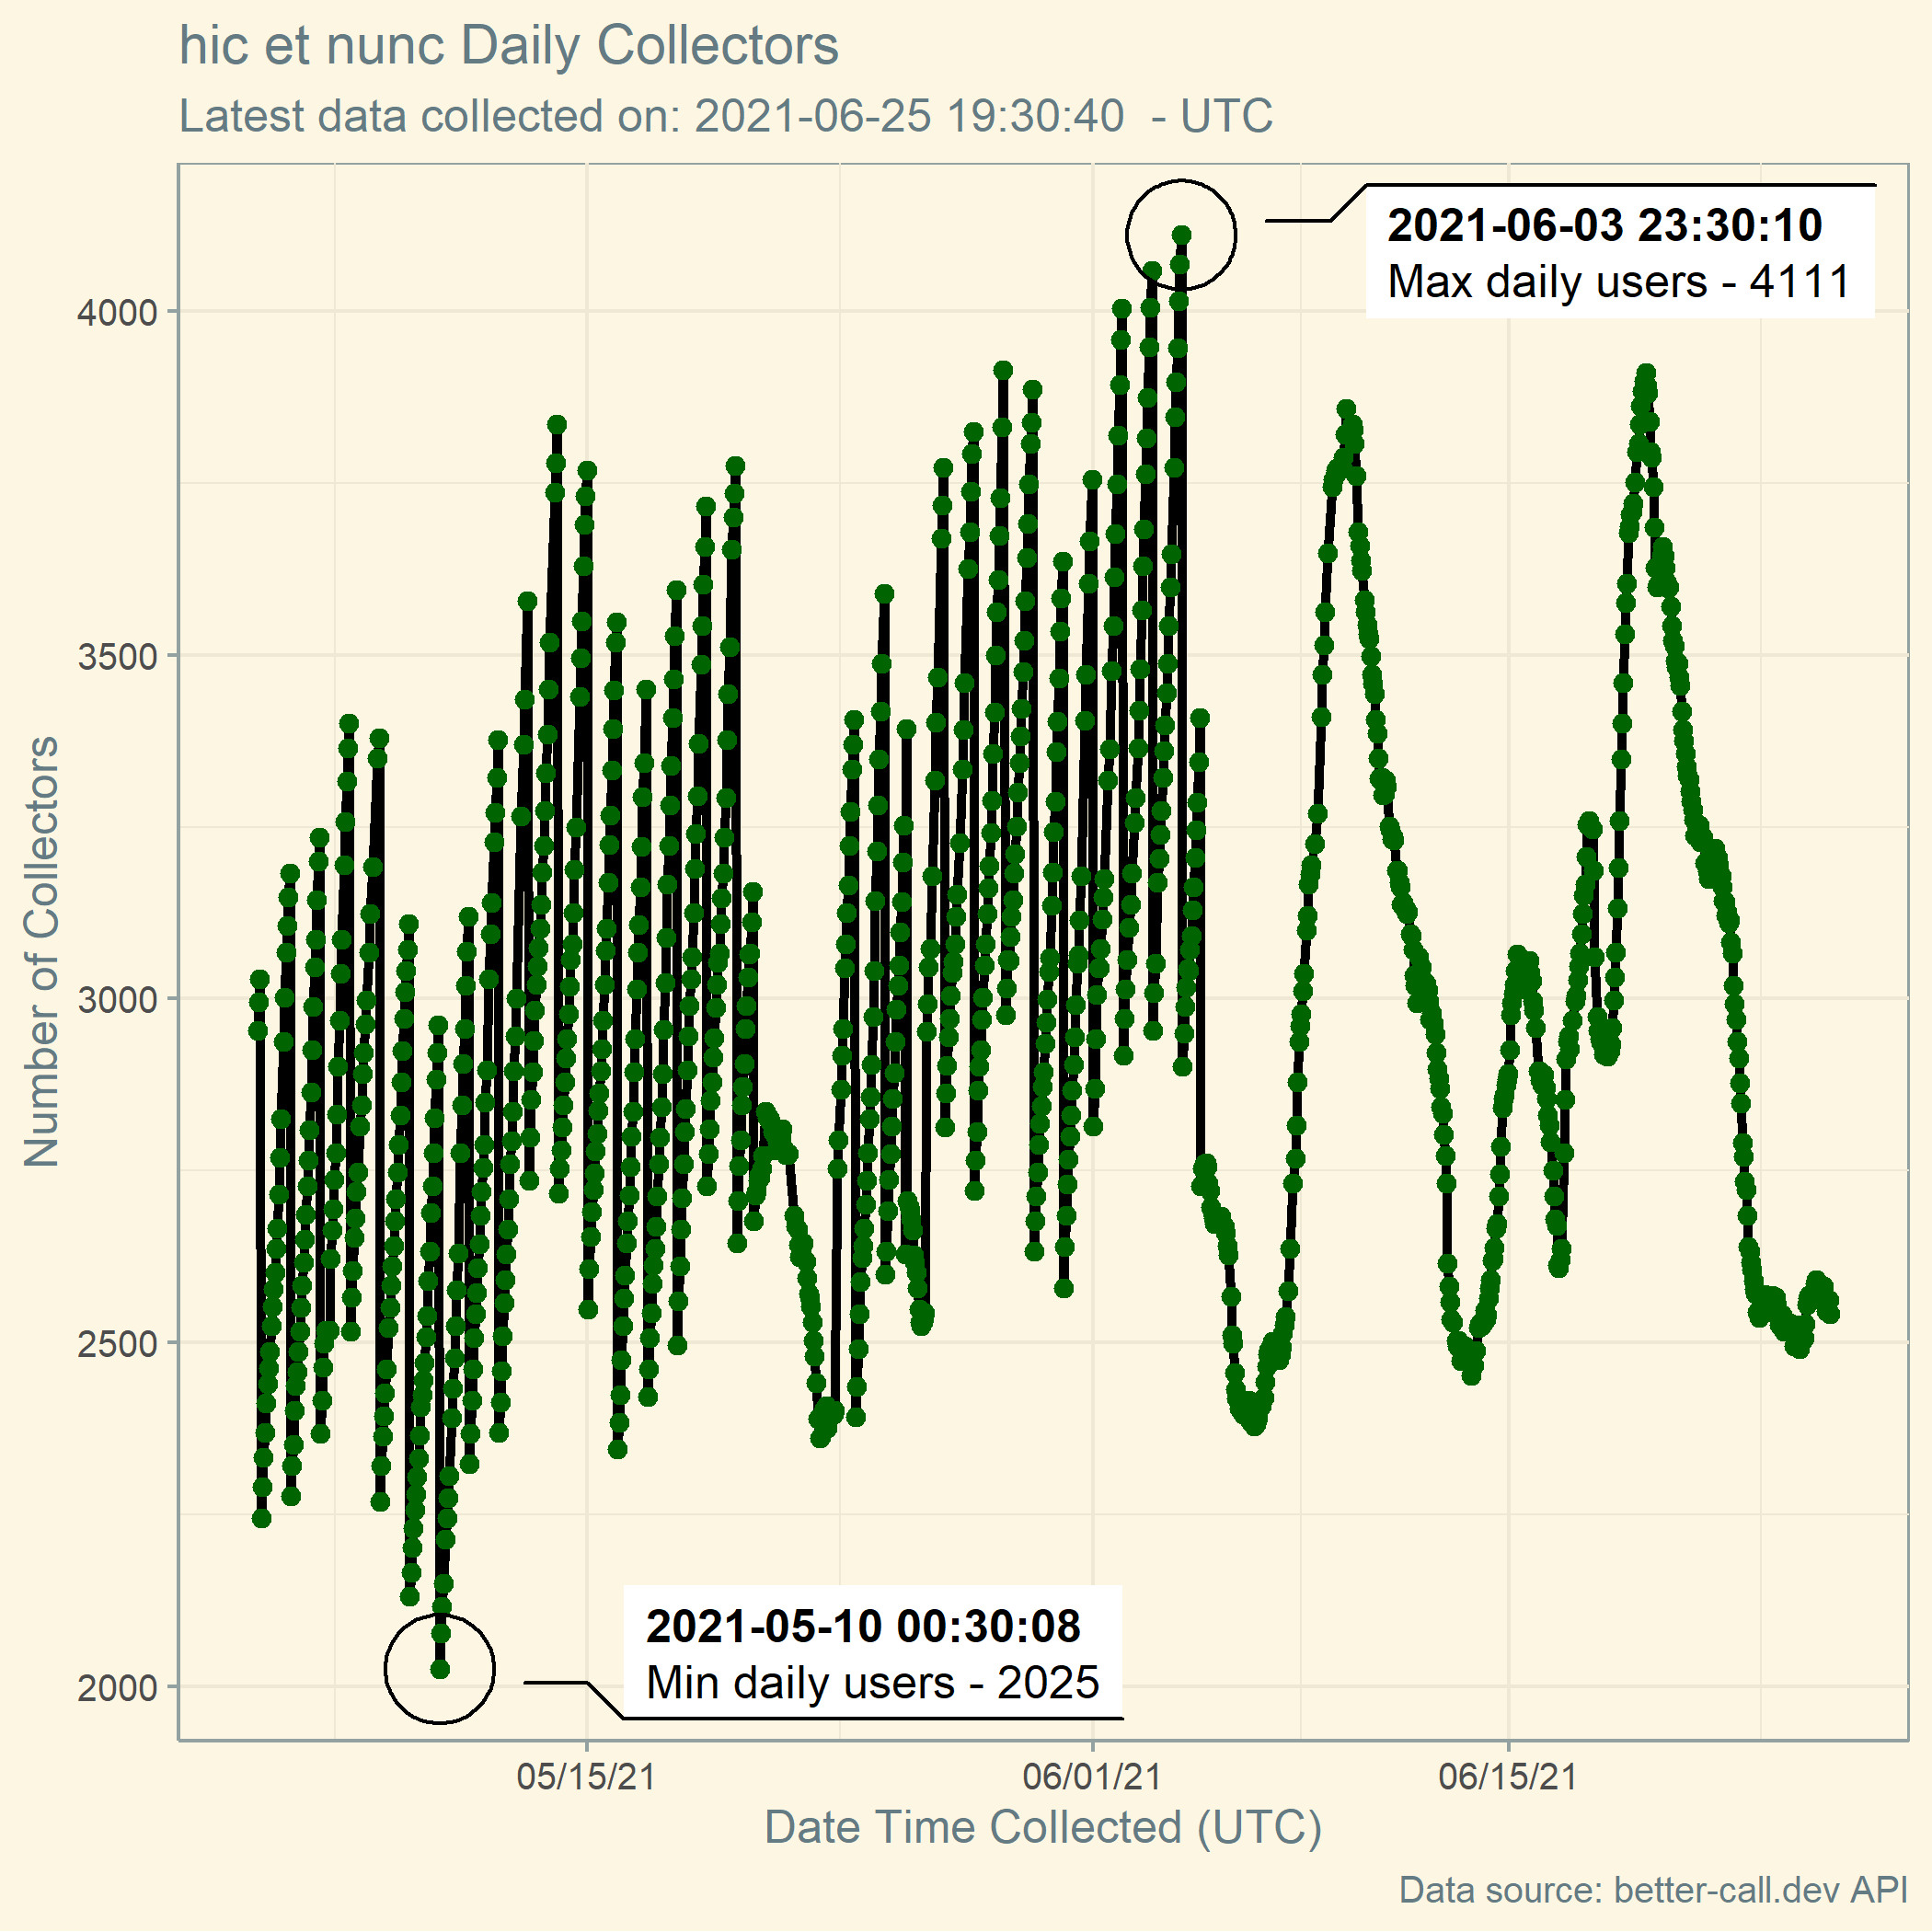 hic et nunc Daily Collectors
Latest data collected on: 2021-06-25 19:30:40  - UTC
2021-06-03 23:30:10
Max daily users - 4111
4000
3500
3000
2500
2000
Number of Collectors
2021-05-10 00:30:08
Min daily users - 2025
05/15/21
06/01/21
06/15/21
Date Time Collected (UTC)
Data source: better-call.dev API